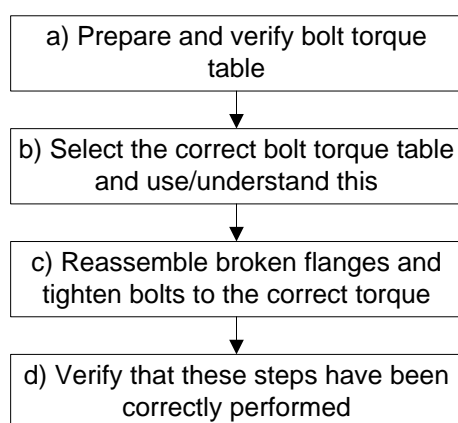 a) Prepare and verify bolt torque
table
b) Select the correct bolt torque table
and use/understand this
c) Reassemble broken flanges and
tighten bolts to the correct torque
d) Verify that these steps have been
correctly performed